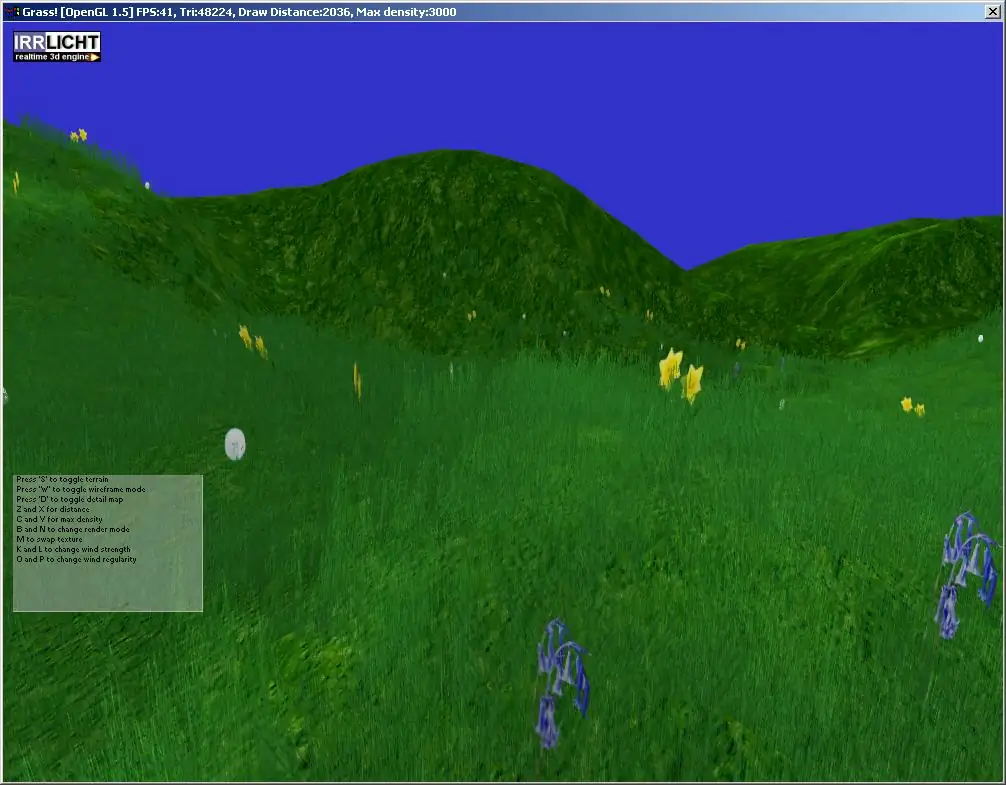 Grass! [OpenGL 1.5] FPS:41, Tri:48224, Draw Distance:2036, Max density:3000
IRRLICHT
realtime 3d engine
Press 'S' to toggle terrain
Press 'W' to toggle wireframe mode
Press 'D' to toggle detail map
Z and X for distance
C and V for max density
B and N to change render mode
M to swap texture
K and L to change wind strength
O and P to change wind regularity